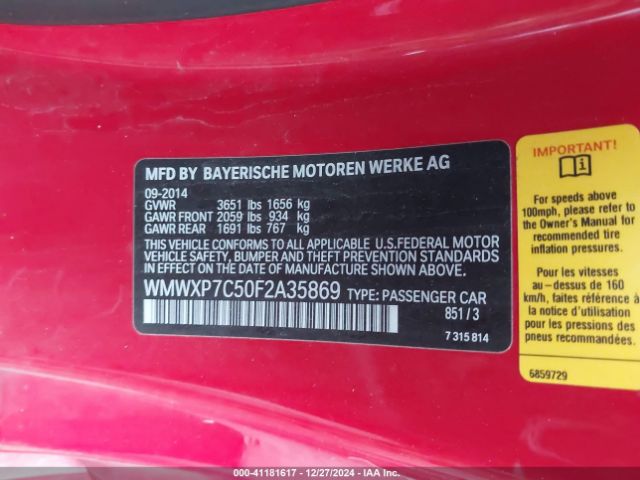 MFD BY BAYERISCHE MOTOREN WERKE AG
09-2014
GVWR 3651 lbs 1656 kg
GAWR FRONT 2059 lbs 934 kg
GAWR REAR 1691 lbs 767 kg
THIS VEHICLE CONFORMS TO ALL APPLICABLE U.S.FEDERAL MOTOR
VEHICLE SAFETY, BUMPER, AND THEFT PREVENTION STANDARDS
IN EFFECT ON THE DATE OF MANUFACTURE SHOWN ABOVE.
WMWXP7C50F2A35869 TYPE: PASSENGER CAR
851/3
7 315 814
IMPORTANT!
For speeds above
100mph, please refer to
the Owner's Manual for
recommended tire
inflation pressures.
Pour les vitesses
au-dessus de 160
km/h, faites référence à
la notice d'utilisation
pour les pressions des
pneus recommandées.
6859729
000-41181617 - 12/27/2024 - IAA Inc.